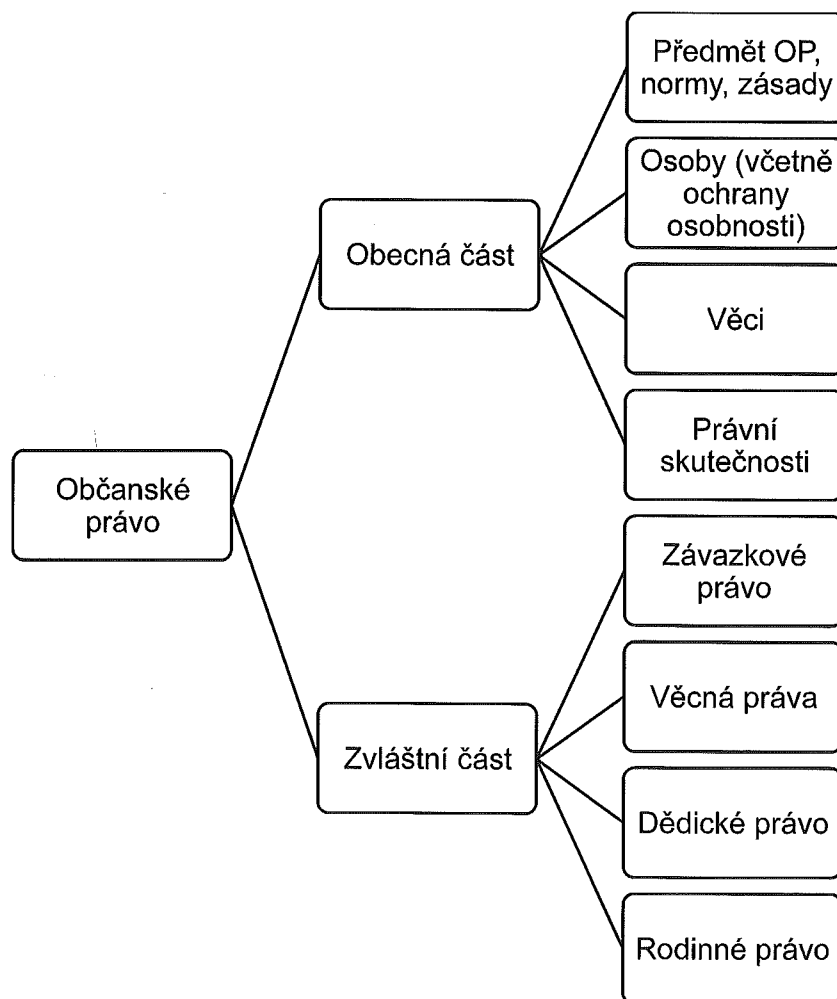 Občanské
právo
Obecná část
Předmět OP,
normy, zásady
Osoby (včetně
ochrany
osobnosti)
Věci
Právní
skutečnosti
Zvláštní část
Závazkové
právo
Věcná práva
Dědické právo
Rodinné právo